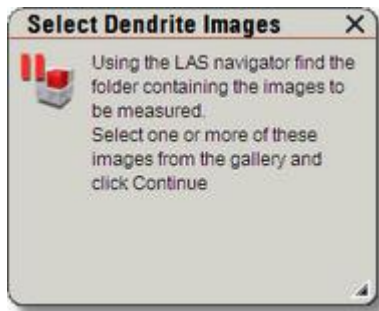 Select Dendrite Images
Using the LAS navigator find the
folder containing the images to
be measured.
Select one or more of these
images from the gallery and
click Continue